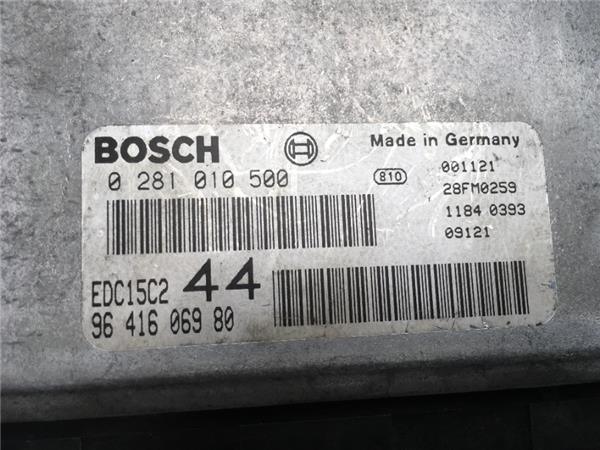 BOSCH
Made in Germany
0 281 010 500
810
001121
28FM0259
1184 0393
09121
EDC15C2 44
96 416 069 80